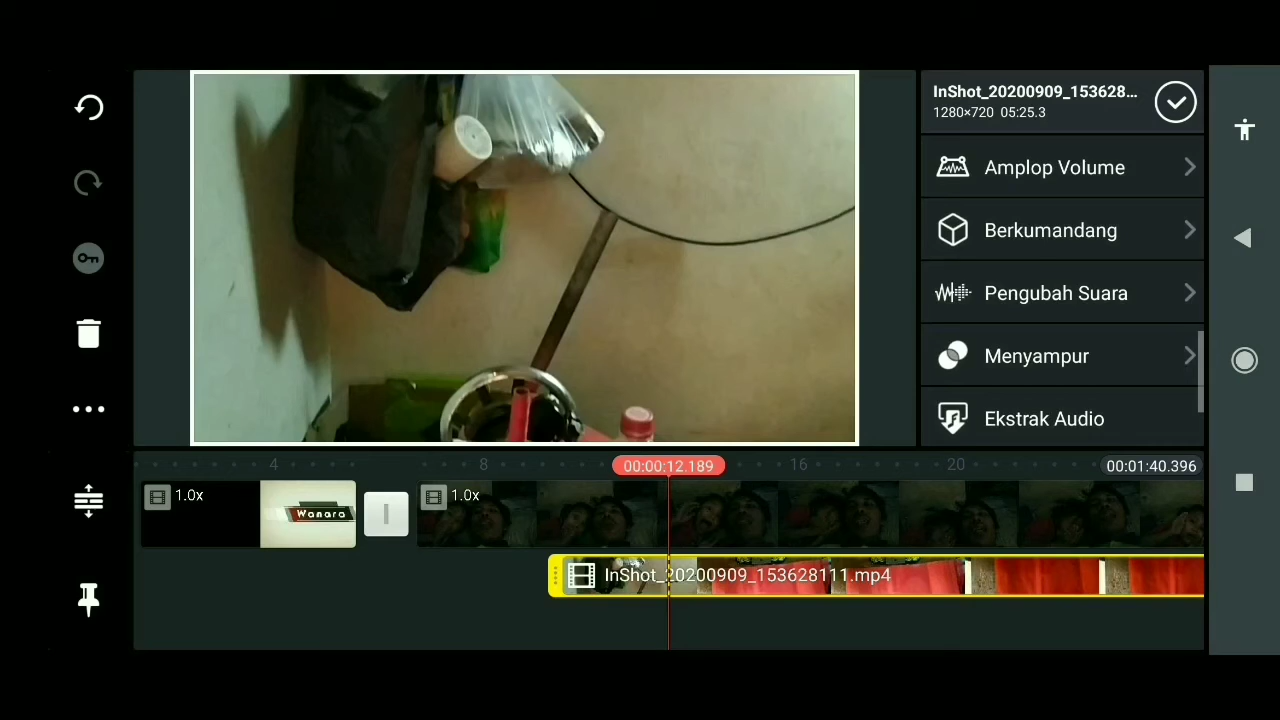 InShot_20200909_153628...
1280×720 05:25.3
Amplop Volume
Berkumandang
Pengubah Suara
Menyampur
Ekstrak Audio
4
8
00:00:12.189
16
20
00:01:40.396
1.0x
Wanara
1.0x
InShot_20200909_153628111.mp4